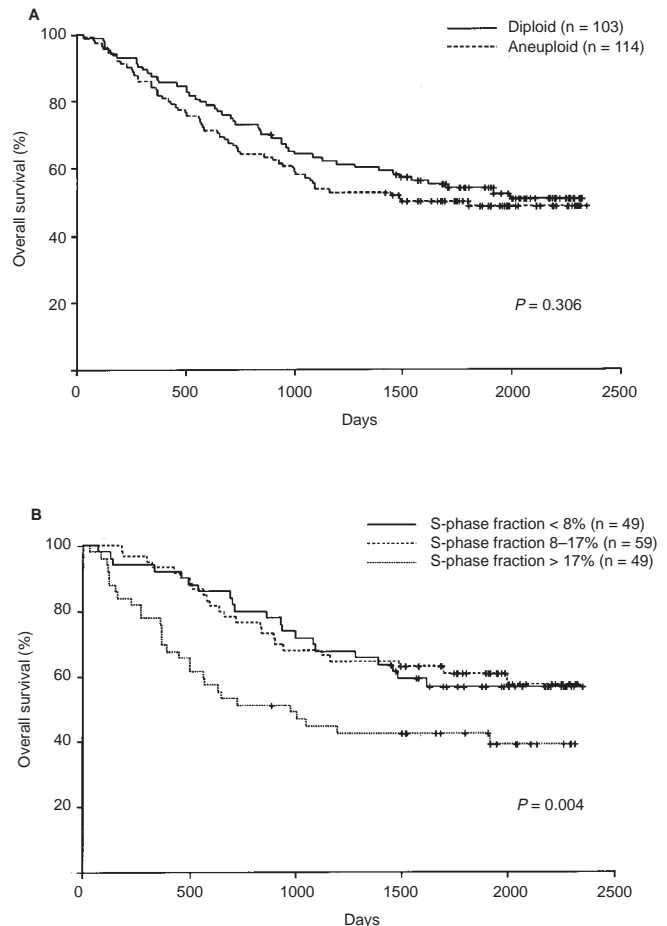 A
Diploid (n = 103)
Aneuploid (n = 114)
100
80
60
40
20
Overall survival (%)
P = 0.306
0 500 1000 1500 2000 2500
Days
B
S-phase fraction < 8% (n = 49)
S-phase fraction 8–17% (n = 59)
S-phase fraction > 17% (n = 49)
100
80
60
40
20
Overall survival (%)
P = 0.004
0 500 1000 1500 2000 2500
Days